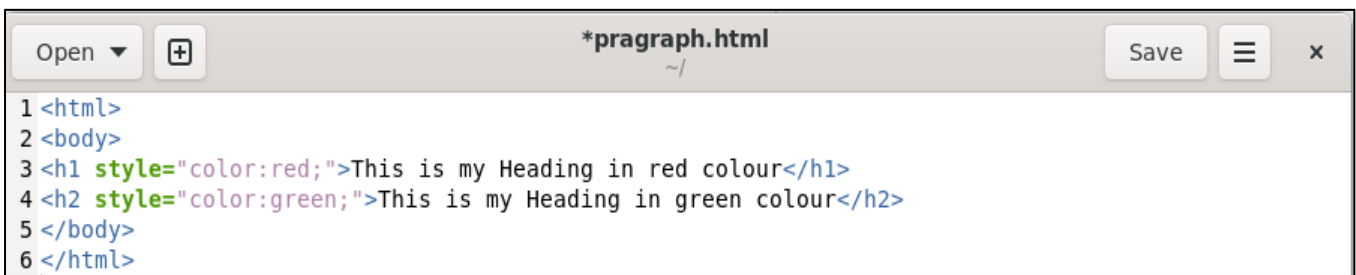 Open
*pragraph.html
~/
Save
1 <html>
2 <body>
3 <h1 style="color:red;">This is my Heading in red colour</h1>
4 <h2 style="color:green;">This is my Heading in green colour</h2>
5 </body>
6 </html>